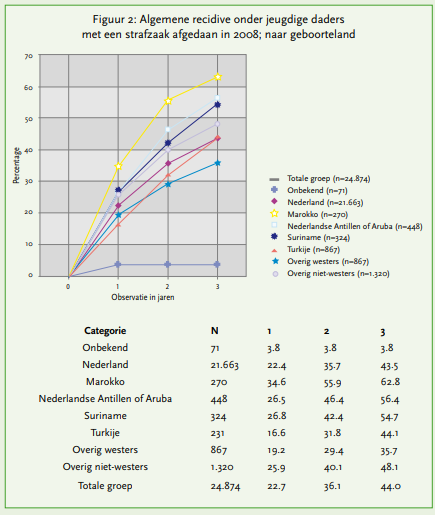 Figuur 2: Algemene recidive onder jeugdige daders
met een strafzaak afgedaan in 2008; naar geboorteland
70
60
50
40
30
20
10
0
Percentage
0 1 2 3
Observatie in jaren
Totale groep (n=24.874)
Onbekend (n=71)
Nederland (n=21.663)
Marokko (n=270)
Nederlandse Antillen of Aruba (n=448)
Suriname (n=324)
Turkije (n=867)
Overig westers (n=867)
Overig niet-westers (n=1.320)
Categorie N 1 2 3
Onbekend 71 3.8 3.8 3.8
Nederland 21.663 22.4 35.7 43.5
Marokko 270 34.6 55.9 62.8
Nederlandse Antillen of Aruba 448 26.5 46.4 56.4
Suriname 324 26.8 42.4 54.7
Turkije 231 16.6 31.8 44.1
Overig westers 867 19.2 29.4 35.7
Overig niet-westers 1.320 25.9 40.1 48.1
Totale groep 24.874 22.7 36.1 44.0